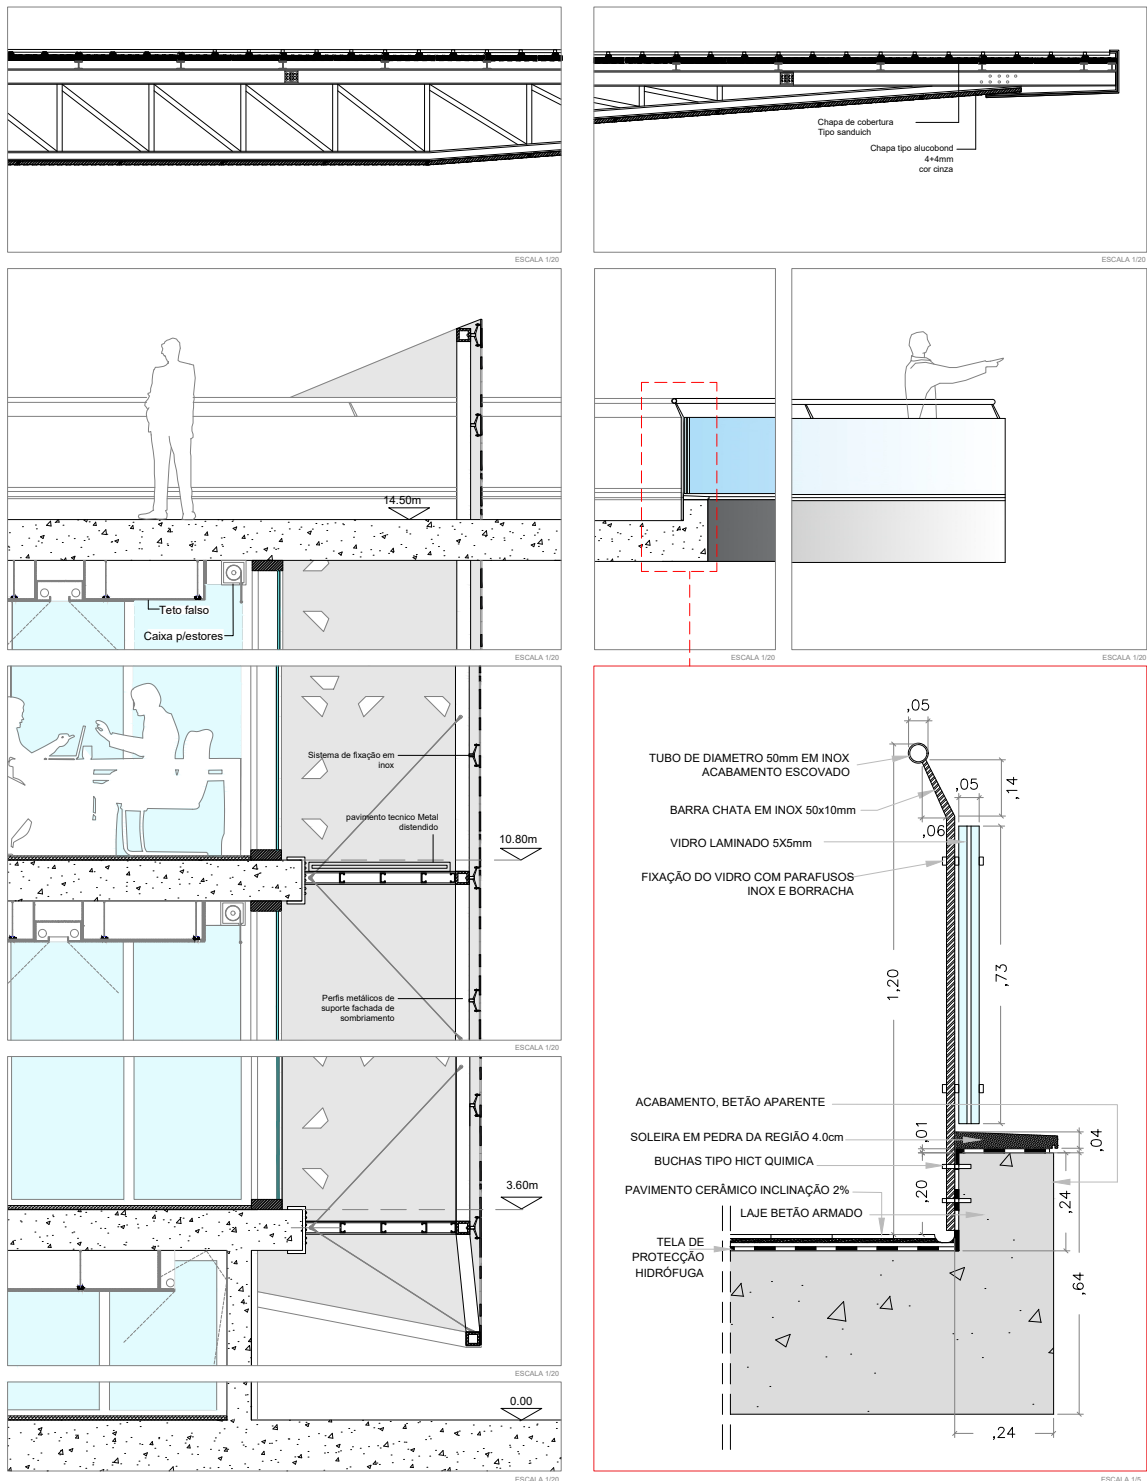 Chapa de cobertura
Tipo sanduich
Chapa tipo alucobond
4+4mm
cor cinza
ESCALA 1/20
ESCALA 1/20
14.50m
Teto falso
Caixa p/estores
ESCALA 1/20
ESCALA 1/20
ESCALA 1/20
Sistema de fixação em
inox
pavimento tecnico Metal
distendido
10.80m
Perfis metálicos de
suporte fachada de
sombriamento
ESCALA 1/20
3.60m
ESCALA 1/20
0.00
ESCALA 1/20
,05
TUBO DE DIAMETRO 50mm EM INOX
ACABAMENTO ESCOVADO
,05
,14
BARRA CHATA EM INOX 50x10mm
,06
VIDRO LAMINADO 5X5mm
FIXAÇÃO DO VIDRO COM PARAFUSOS
INOX E BORRACHA
1,20
,73
ACABAMENTO, BETÃO APARENTE
,01
SOLEIRA EM PEDRA DA REGIÃO 4.0cm
,04
BUCHAS TIPO HICT QUIMICA
,20
PAVIMENTO CERÂMICO INCLINAÇÃO 2%
,24
LAJE BETÃO ARMADO
TELA DE
PROTECÇÃO
HIDRÓFUGA
,64
,24
ESCALA 1/5